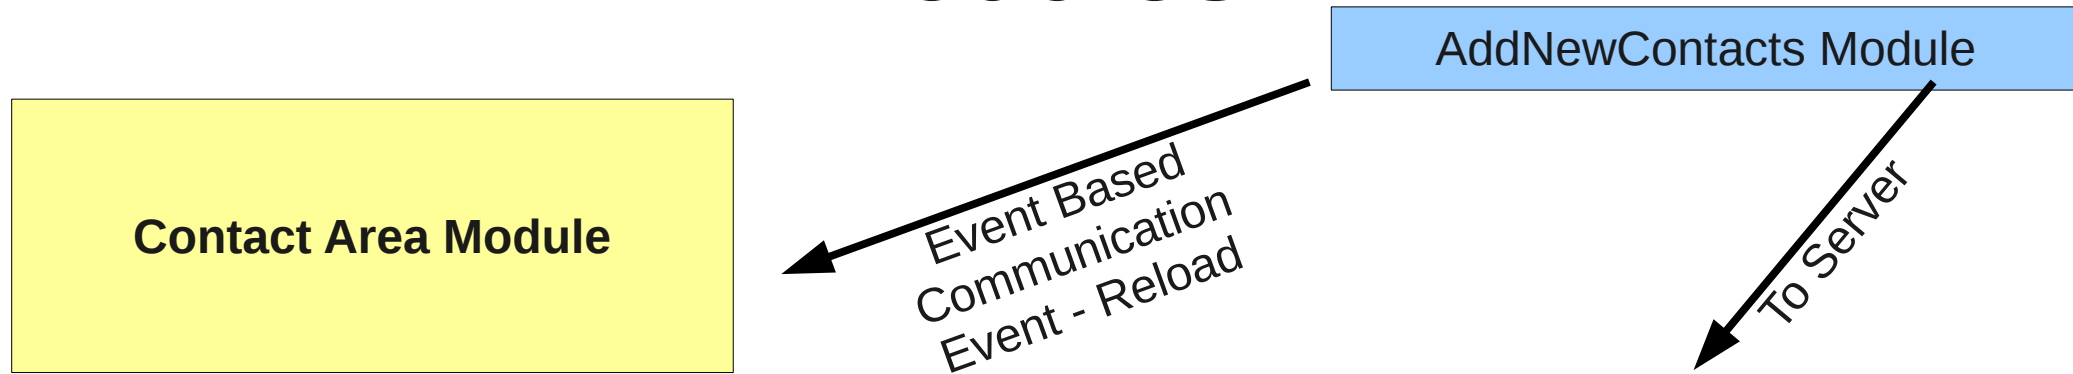 AddNewContacts Module
Contact Area Module
Event Based
Communication
Event - Reload
To Server